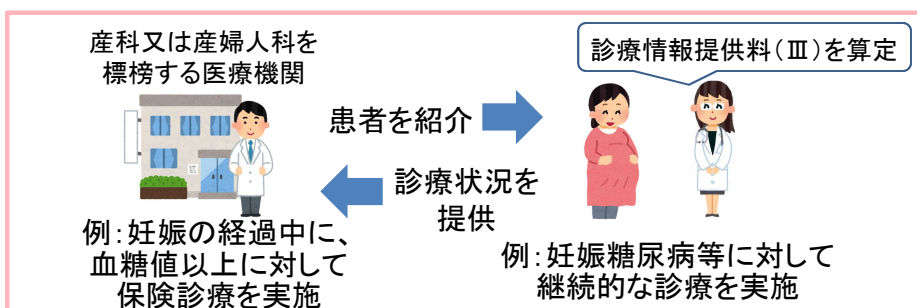 産科又は産婦人科を
標榜する医療機関
診療情報提供料(Ⅲ)を算定
患者を紹介
診療状況を
提供
例:妊娠の経過中に、
血糖値以上に対して
保険診療を実施
例:妊娠糖尿病等に対して
継続的な診療を実施